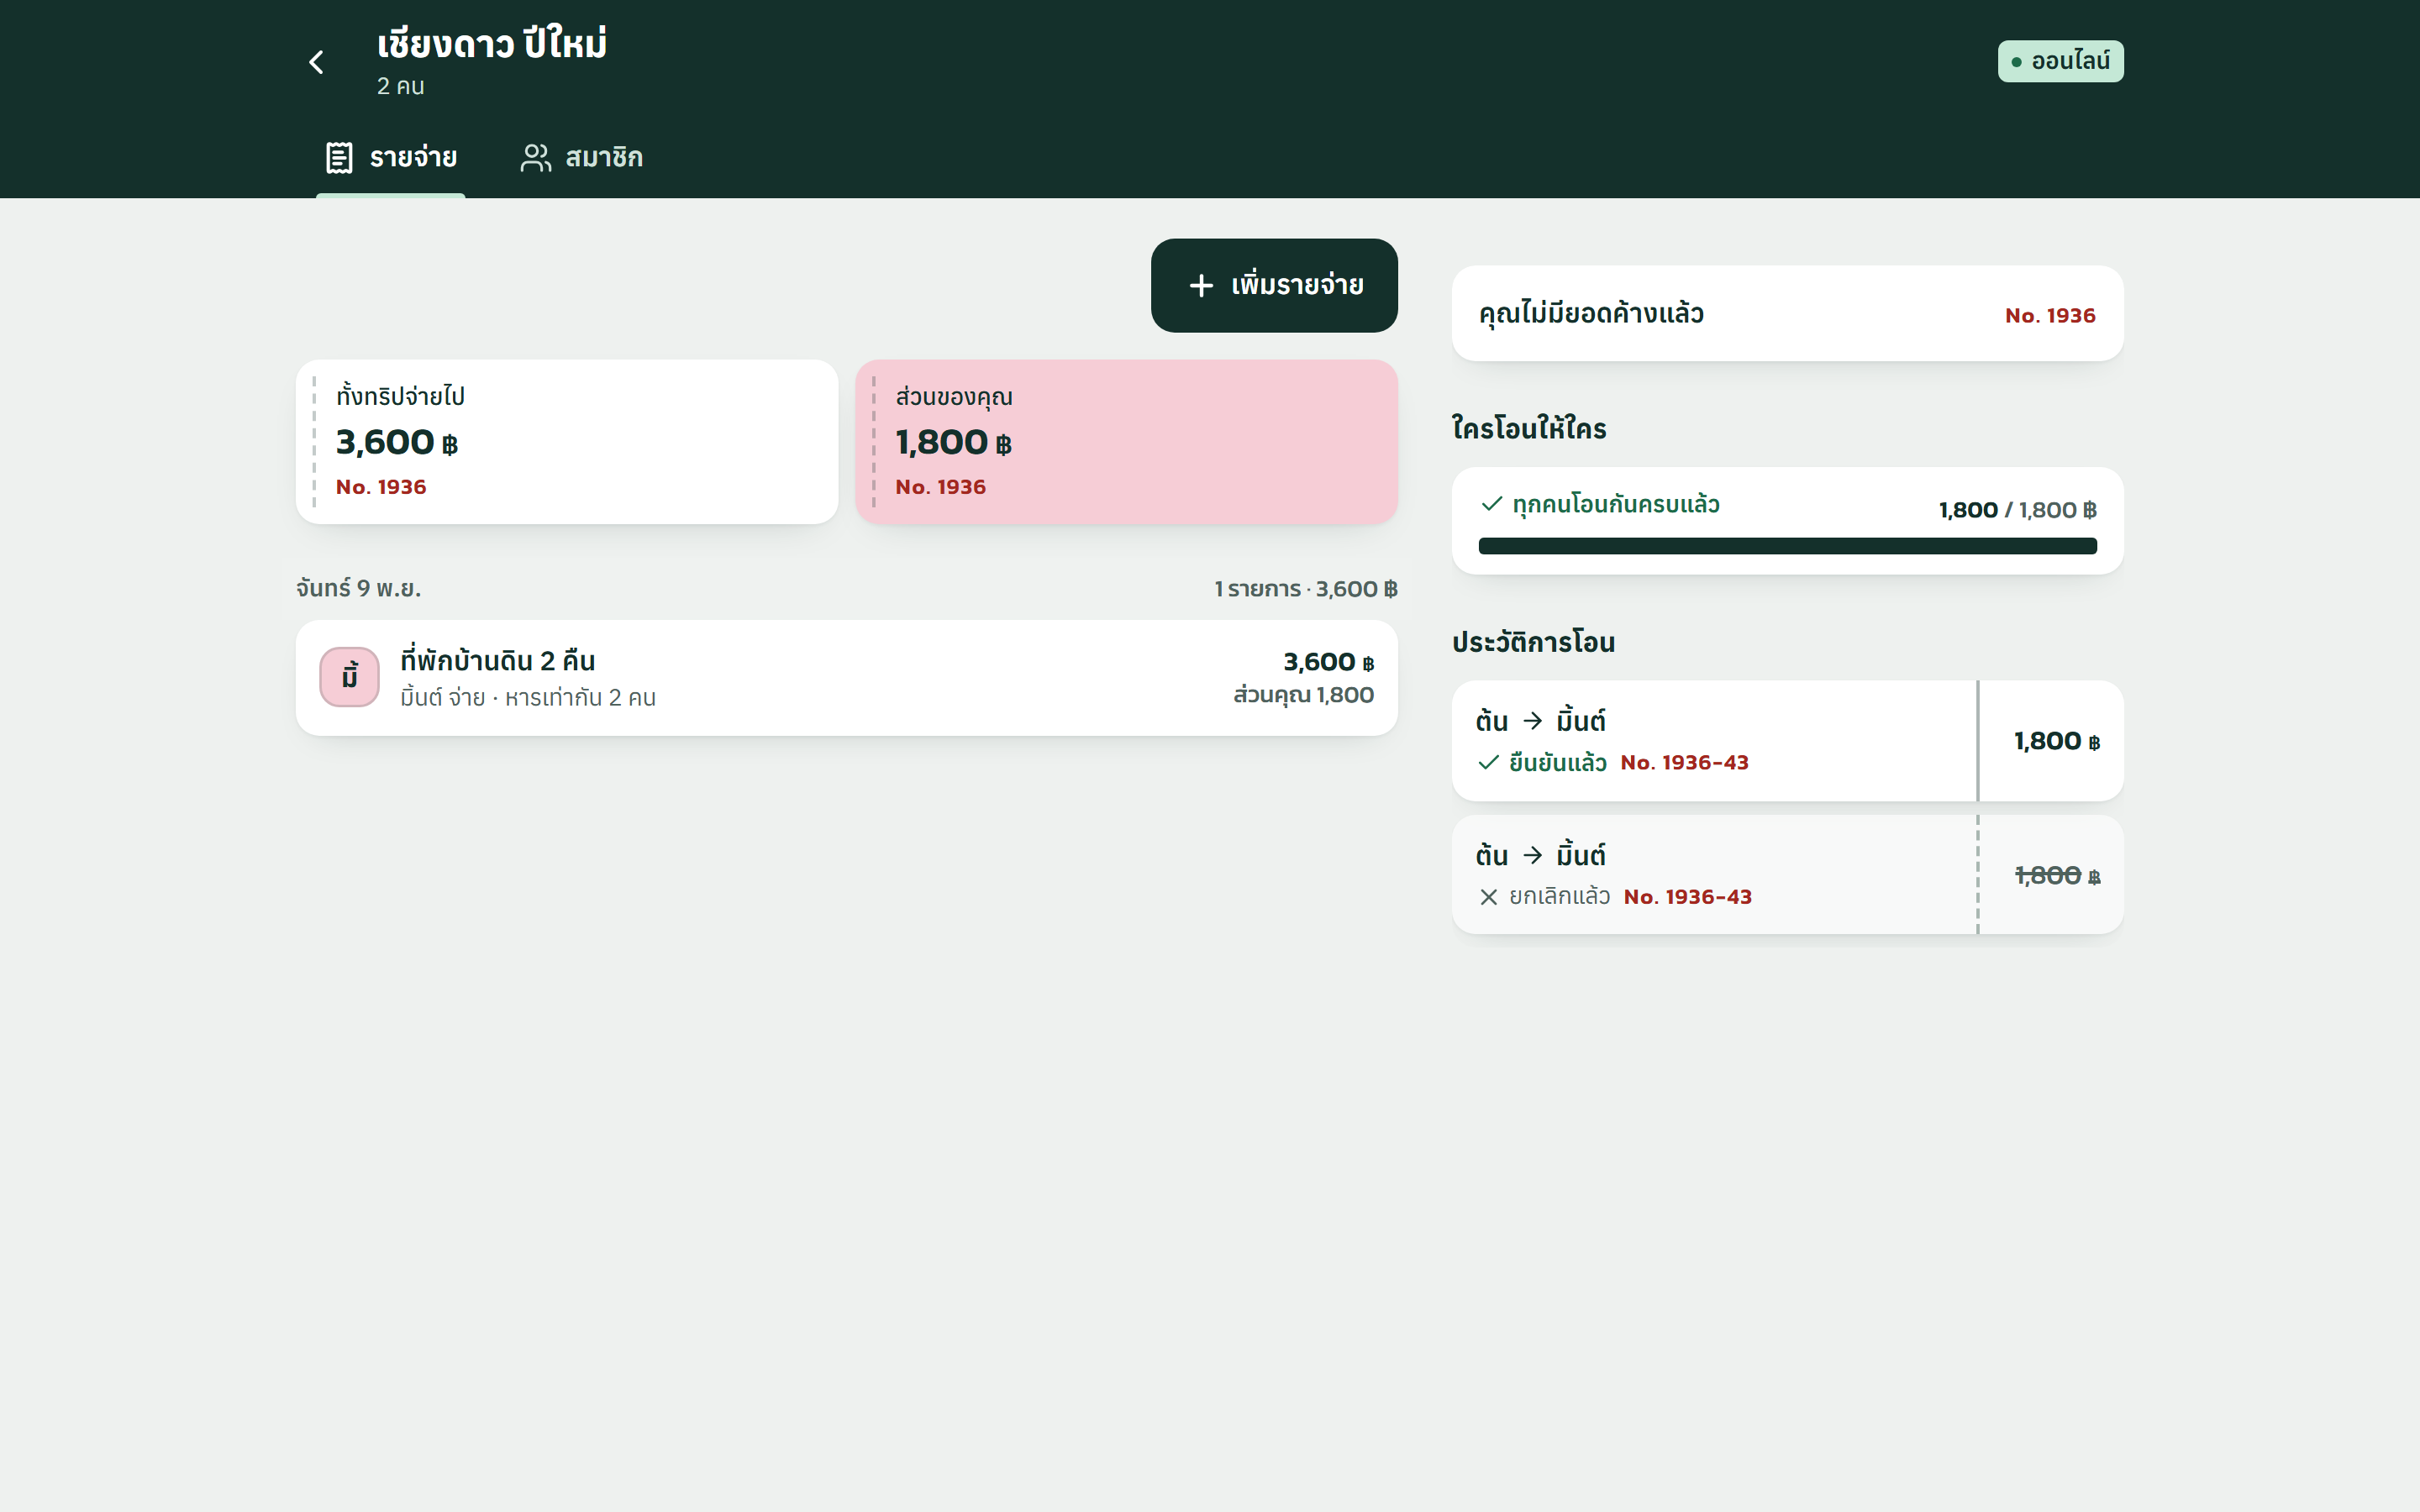 เชียงดาว ปีใหม่
2 คน
ออนไลน์
รายจ่าย
สมาชิก
เพิ่มรายจ่าย
ทั้งทริปจ่ายไป
3,600 ฿
No. 1936
ส่วนของคุณ
1,800 ฿
No. 1936
จันทร์ 9 พ.ย.
1 รายการ · 3,600 ฿
มิ้
ที่พักบ้านดิน 2 คืน
มิ้นต์ จ่าย · หารเท่ากัน 2 คน
3,600 ฿
ส่วนคุณ 1,800
คุณไม่มียอดค้างแล้ว
No. 1936
ใครโอนให้ใคร
ทุกคนโอนกันครบแล้ว
1,800 / 1,800 ฿
ประวัติการโอน
ต้น → มิ้นต์
ยืนยันแล้ว No. 1936-43
1,800 ฿
ต้น → มิ้นต์
ยกเลิกแล้ว No. 1936-43
1,800 ฿